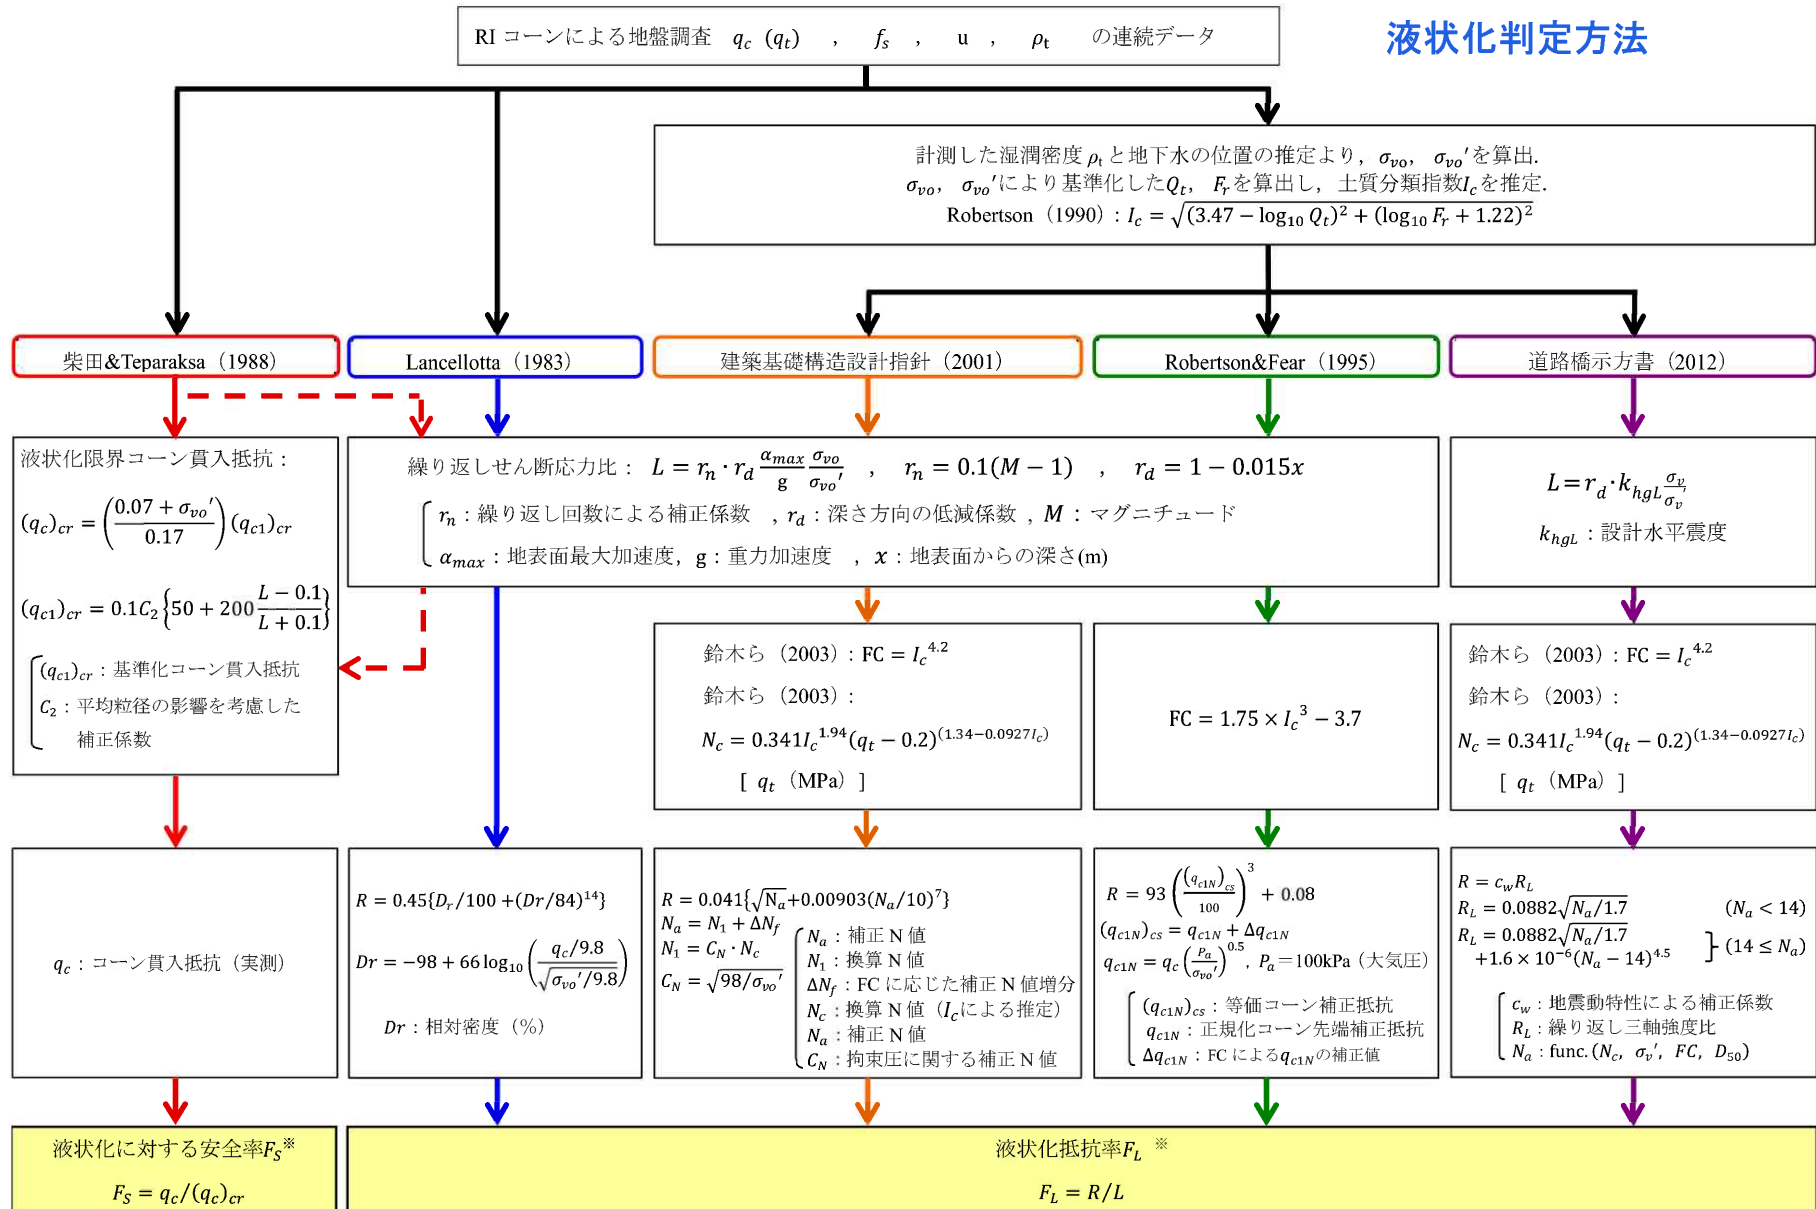 液状化判定方法
RI コーンによる地盤調査 q_c (q_t) , f_s , u , ρ_t の連続データ
計測した湿潤密度 ρ_t と地下水の位置の推定より, σ_vo, σ_vo′を算出.
σ_vo, σ_vo′により基準化したQ_t, F_rを算出し, 土質分類指数I_cを推定.
Robertson (1990) : I_c = √((3.47 − log₁₀ Q_t)² + (log₁₀ F_r + 1.22)²)
柴田&Teparaksa (1988)
液状化限界コーン貫入抵抗 :
(q_c)_cr = ((0.07 + σ_vo′)/0.17) (q_c1)_cr
(q_c1)_cr = 0.1C₂ {50 + 200 (L − 0.1)/(L + 0.1)}
(q_c1)_cr : 基準化コーン貫入抵抗
C₂ : 平均粒径の影響を考慮した
補正係数
q_c : コーン貫入抵抗 (実測)
液状化に対する安全率F_S※
F_S = q_c/(q_c)_cr
Lancellotta (1983)
建築基礎構造設計指針 (2001)
Robertson&Fear (1995)
道路橋示方書 (2012)
繰り返しせん断応力比 : L = r_n · r_d (α_max/g) (σ_vo/σ_vo′) , r_n = 0.1(M − 1) , r_d = 1 − 0.015x
r_n : 繰り返し回数による補正係数 , r_d : 深さ方向の低減係数 , M : マグニチュード
α_max : 地表面最大加速度, g : 重力加速度 , x : 地表面からの深さ(m)
L = r_d · k_hgL σ_v/σ_v′
k_hgL : 設計水平震度
鈴木ら (2003) : FC = I_c^4.2
鈴木ら (2003) :
N_c = 0.341I_c^1.94 (q_t − 0.2)^(1.34−0.0927I_c)
[ q_t (MPa) ]
FC = 1.75 × I_c³ − 3.7
鈴木ら (2003) : FC = I_c^4.2
鈴木ら (2003) :
N_c = 0.341I_c^1.94 (q_t − 0.2)^(1.34−0.0927I_c)
[ q_t (MPa) ]
R = 0.45{D_r/100 +(Dr/84)^14}
Dr = −98 + 66 log₁₀ ((q_c/9.8)/√(σ_vo′/9.8))
Dr : 相対密度 (%)
R = 0.041{√N_a+0.00903(N_a/10)⁷}
N_a = N₁ + ΔN_f
N₁ = C_N · N_c
C_N = √(98/σ_vo′)
N_a : 補正 N 値
N₁ : 換算 N 値
ΔN_f : FC に応じた補正 N 値増分
N_c : 換算 N 値 (I_cによる推定)
N_a : 補正 N 値
C_N : 拘束圧に関する補正 N 値
R = 93 ((q_c1N)_cs/100)³ + 0.08
(q_c1N)_cs = q_c1N + Δq_c1N
q_c1N = q_c (P_a/σ_vo′)^0.5, P_a＝100kPa (大気圧)
(q_c1N)_cs : 等価コーン補正抵抗
q_c1N : 正規化コーン先端補正抵抗
Δq_c1N : FC によるq_c1Nの補正値
R = c_w R_L
R_L = 0.0882√(N_a/1.7) (N_a < 14)
R_L = 0.0882√(N_a/1.7)
+1.6 × 10⁻⁶(N_a − 14)^4.5 } (14 ≤ N_a)
c_w : 地震動特性による補正係数
R_L : 繰り返し三軸強度比
N_a : func.(N_c, σ_v′, FC, D₅₀)
液状化抵抗率F_L ※
F_L = R/L